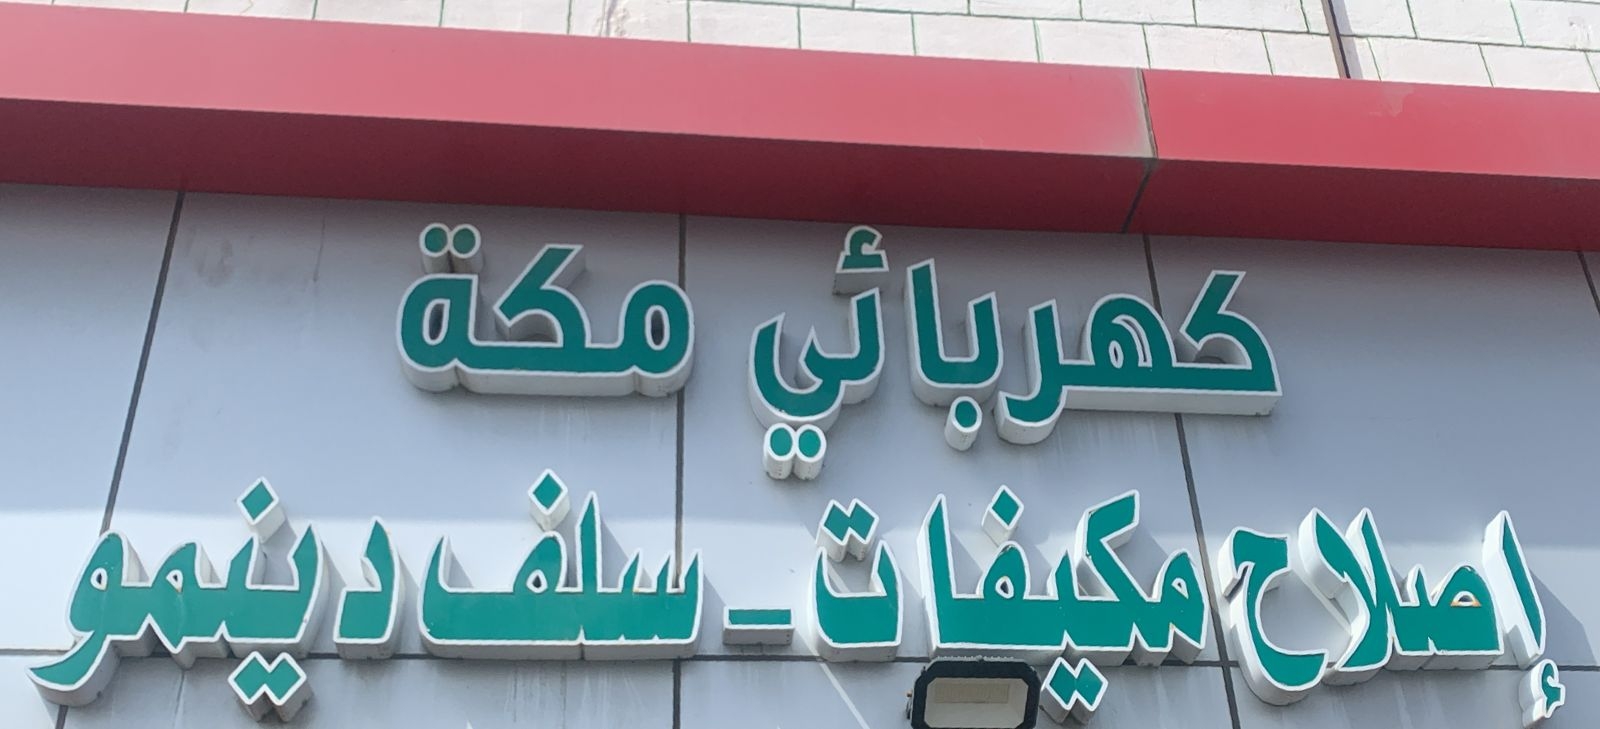 كهربائي مكة
إصلاح مكيفات - سلف دينمو